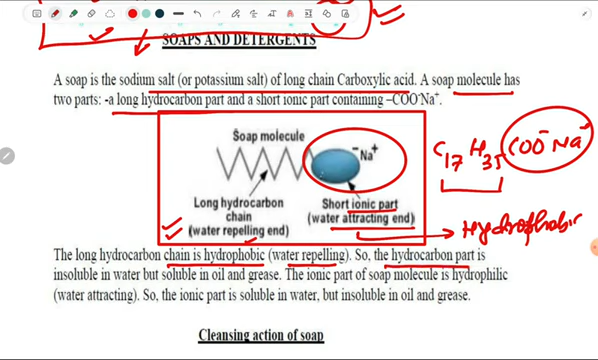 SOAPS AND DETERGENTS
A soap is the sodium salt (or potassium salt) of long chain Carboxylic acid. A soap molecule has
two parts: -a long hydrocarbon part and a short ionic part containing –COO⁻Na⁺.
Soap molecule
⁻Na⁺
C₁₇ H₃₅ COO⁻Na⁺
Long hydrocarbon
chain
(water repelling end)
Short ionic part
(water attracting end)
Hydrophobic
The long hydrocarbon chain is hydrophobic (water repelling). So, the hydrocarbon part is
insoluble in water but soluble in oil and grease. The ionic part of soap molecule is hydrophilic
(water attracting). So, the ionic part is soluble in water, but insoluble in oil and grease.
Cleansing action of soap